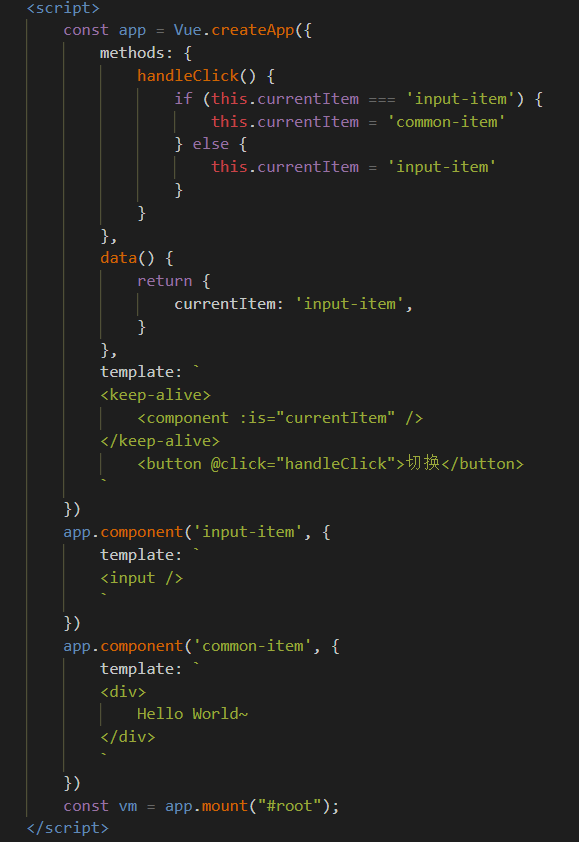 <script>
const app = Vue.createApp({
methods: {
handleClick() {
if (this.currentItem === 'input-item') {
this.currentItem = 'common-item'
} else {
this.currentItem = 'input-item'
}
}
},
data() {
return {
currentItem: 'input-item',
}
},
template: `
<keep-alive>
<component :is="currentItem" />
</keep-alive>
<button @click="handleClick">切换</button>
`
})
app.component('input-item', {
template: `
<input />
`
})
app.component('common-item', {
template: `
<div>
Hello World~
</div>
`
})
const vm = app.mount("#root");
</script>